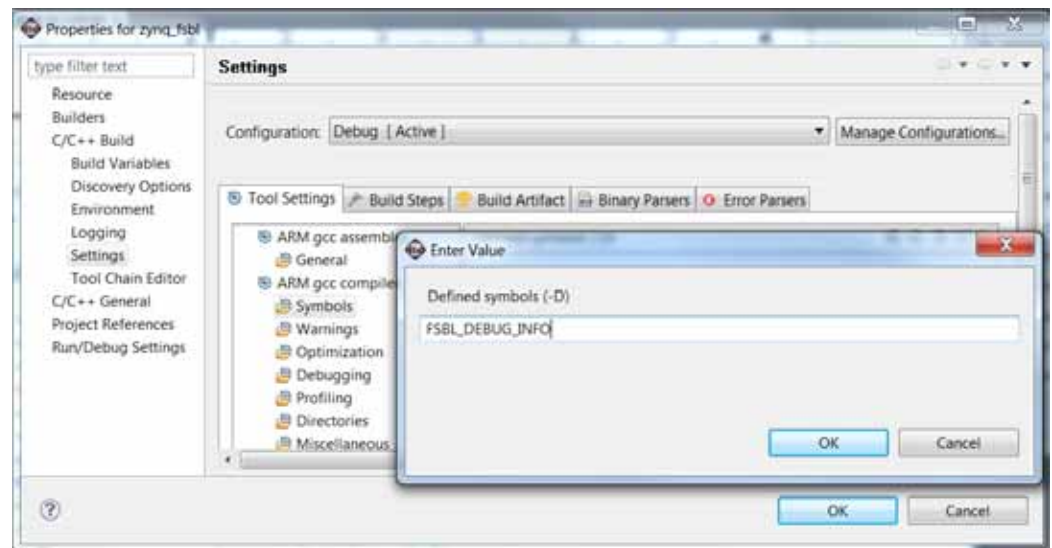 Properties for zynq_fsbl
type filter text
Resource
Builders
C/C++ Build
Build Variables
Discovery Options
Environment
Logging
Settings
Tool Chain Editor
C/C++ General
Project References
Run/Debug Settings
Settings
Configuration: Debug [ Active ]
Manage Configurations...
Tool Settings
Build Steps
Build Artifact
Binary Parsers
Error Parsers
ARM gcc assembl
General
ARM gcc compile
Symbols
Warnings
Optimization
Debugging
Profiling
Directories
Miscellaneous
Enter Value
Defined symbols (-D)
FSBL_DEBUG_INFO
OK
Cancel
OK
Cancel